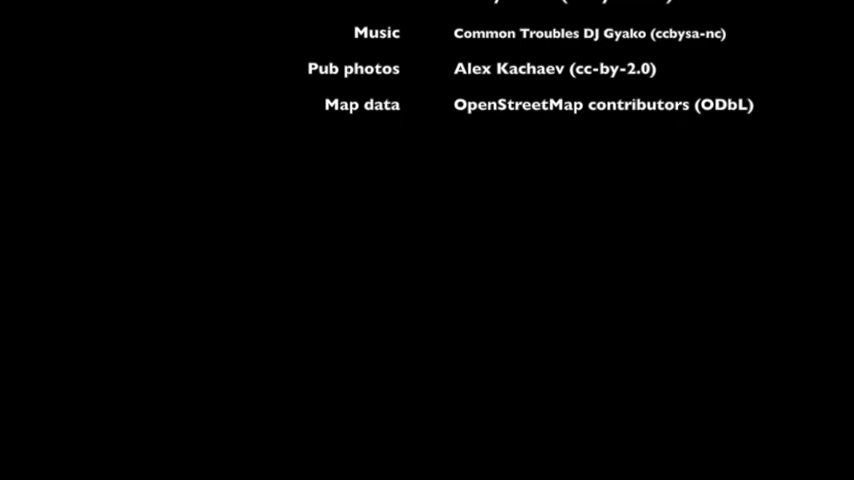 Music Common Troubles DJ Gyako (ccbysa-nc)
Pub photos Alex Kachaev (cc-by-2.0)
Map data OpenStreetMap contributors (ODbL)